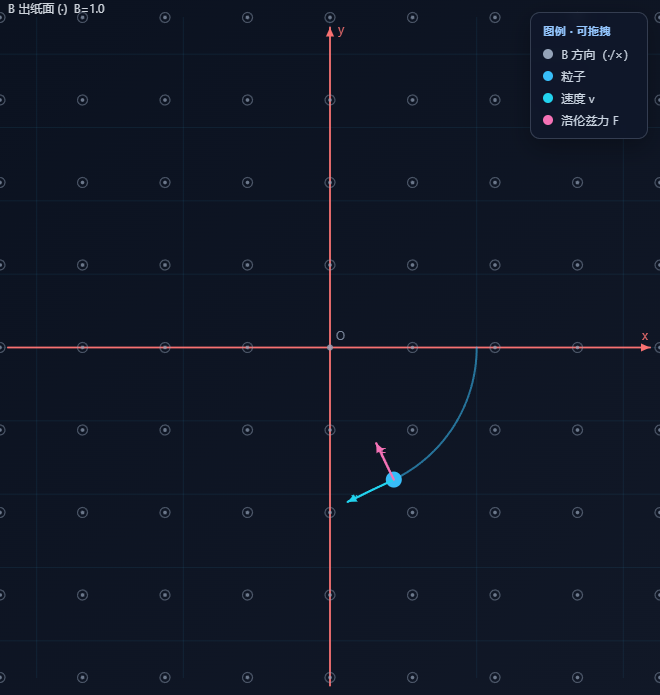 B 出纸面 (·) B=1.0
y
图例 · 可拖拽
B 方向（·/×）
粒子
速度 v
洛伦兹力 F
O
x